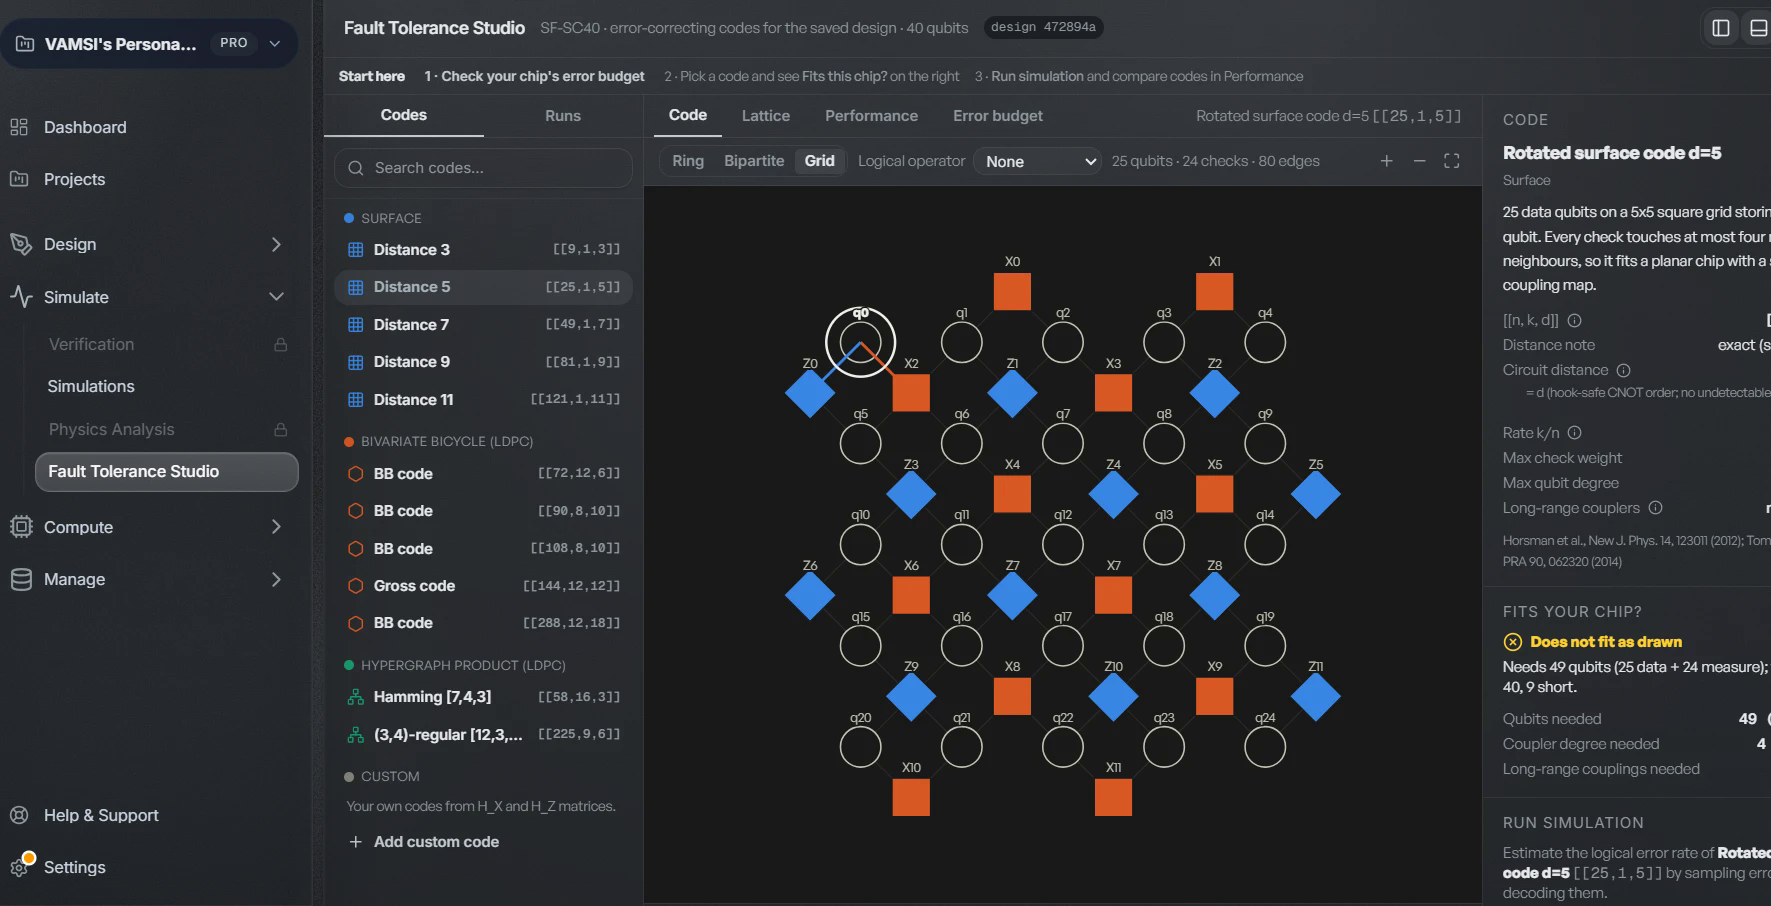 VAMSI's Persona... PRO
Dashboard
Projects
Design
Simulate
Verification
Simulations
Physics Analysis
Fault Tolerance Studio
Compute
Manage
Help & Support
Settings
Fault Tolerance Studio SF-SC40 · error-correcting codes for the saved design · 40 qubits design 472894a
Start here 1 · Check your chip's error budget 2 · Pick a code and see Fits this chip? on the right 3 · Run simulation and compare codes in Performance
Codes Runs
Search codes...
SURFACE
Distance 3 [[9,1,3]]
Distance 5 [[25,1,5]]
Distance 7 [[49,1,7]]
Distance 9 [[81,1,9]]
Distance 11 [[121,1,11]]
BIVARIATE BICYCLE (LDPC)
BB code [[72,12,6]]
BB code [[90,8,10]]
BB code [[108,8,10]]
Gross code [[144,12,12]]
BB code [[288,12,18]]
HYPERGRAPH PRODUCT (LDPC)
Hamming [7,4,3] [[58,16,3]]
(3,4)-regular [12,3,... [[225,9,6]]
CUSTOM
Your own codes from H_X and H_Z matrices.
+ Add custom code
Code Lattice Performance Error budget Rotated surface code d=5 [[25,1,5]]
Ring Bipartite Grid Logical operator None 25 qubits · 24 checks · 80 edges
X0 X1
q0 q1 q2 q3 q4
Z0 X2 Z1 X3 Z2
q5 q6 q7 q8 q9
Z3 X4 Z4 X5 Z5
q10 q11 q12 q13 q14
Z6 X6 Z7 X7 Z8
q15 q16 q17 q18 q19
Z9 X8 Z10 X9 Z11
q20 q21 q22 q23 q24
X10 X11
CODE
Rotated surface code d=5
Surface
25 data qubits on a 5x5 square grid storin
qubit. Every check touches at most four
neighbours, so it fits a planar chip with a
coupling map.
[[n, k, d]]
Distance note exact (s
Circuit distance
= d (hook-safe CNOT order; no undetectable
Rate k/n
Max check weight
Max qubit degree
Long-range couplers
Horsman et al., New J. Phys. 14, 123011 (2012); Tom
PRA 90, 062320 (2014)
FITS YOUR CHIP?
Does not fit as drawn
Needs 49 qubits (25 data + 24 measure);
40, 9 short.
Qubits needed 49 (
Coupler degree needed 4
Long-range couplings needed
RUN SIMULATION
Estimate the logical error rate of Rotated
code d=5 [[25,1,5]] by sampling erro
decoding them.